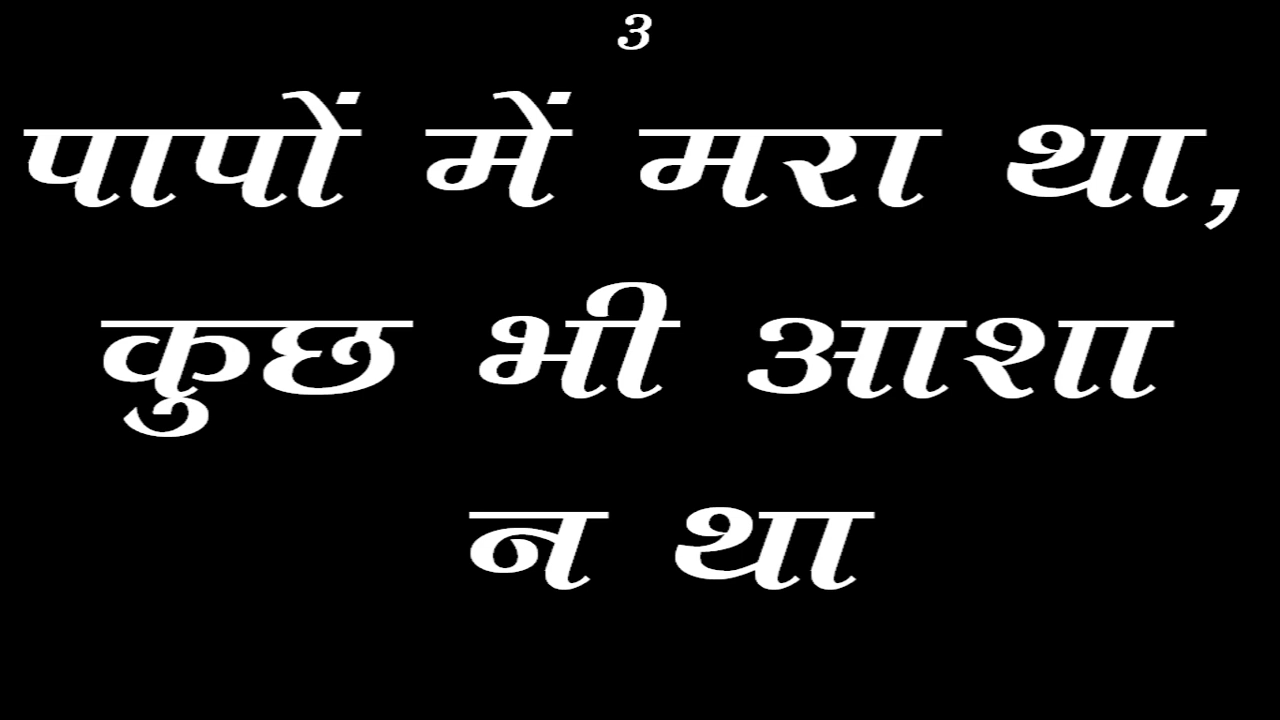 3
पापों में मरा था,
कुछ भी आशा
न था